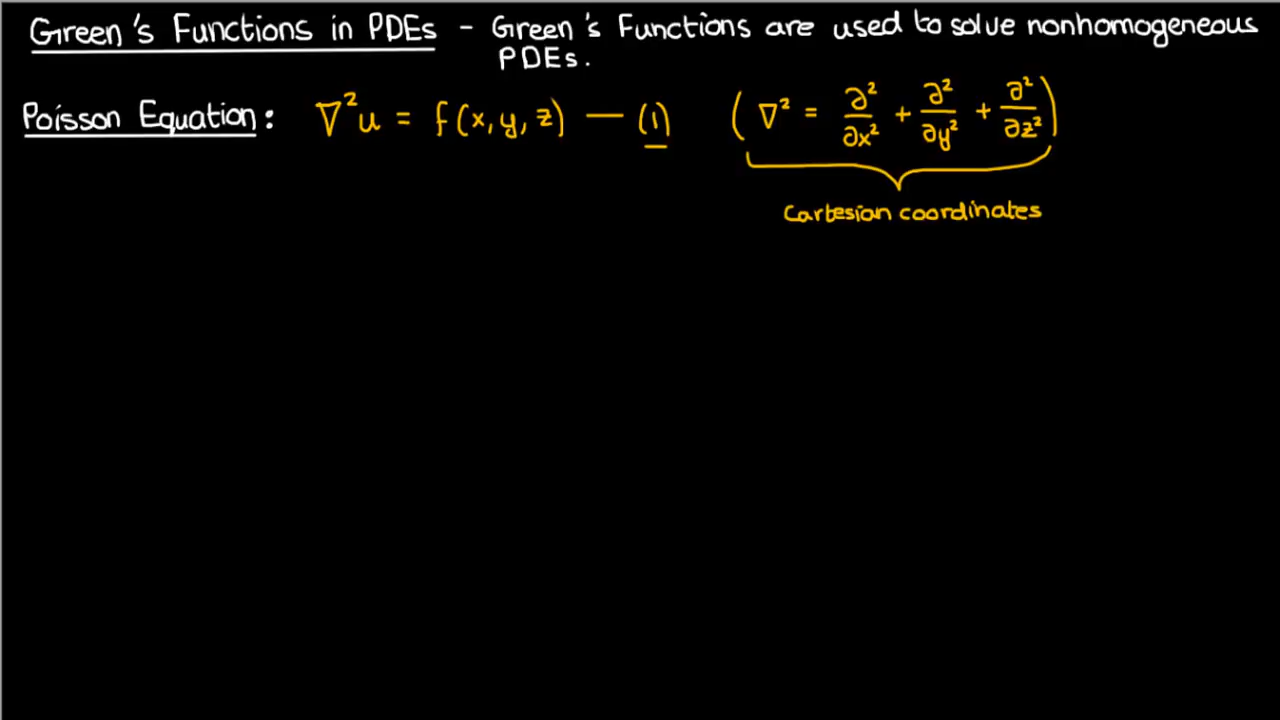 Green's Functions in PDEs - Green's Functions are used to solve nonhomogeneous
PDEs.
Poisson Equation: ∇²u = f(x, y, z) — (1) (∇² = ∂²/∂x² + ∂²/∂y² + ∂²/∂z²)
Cartesian coordinates